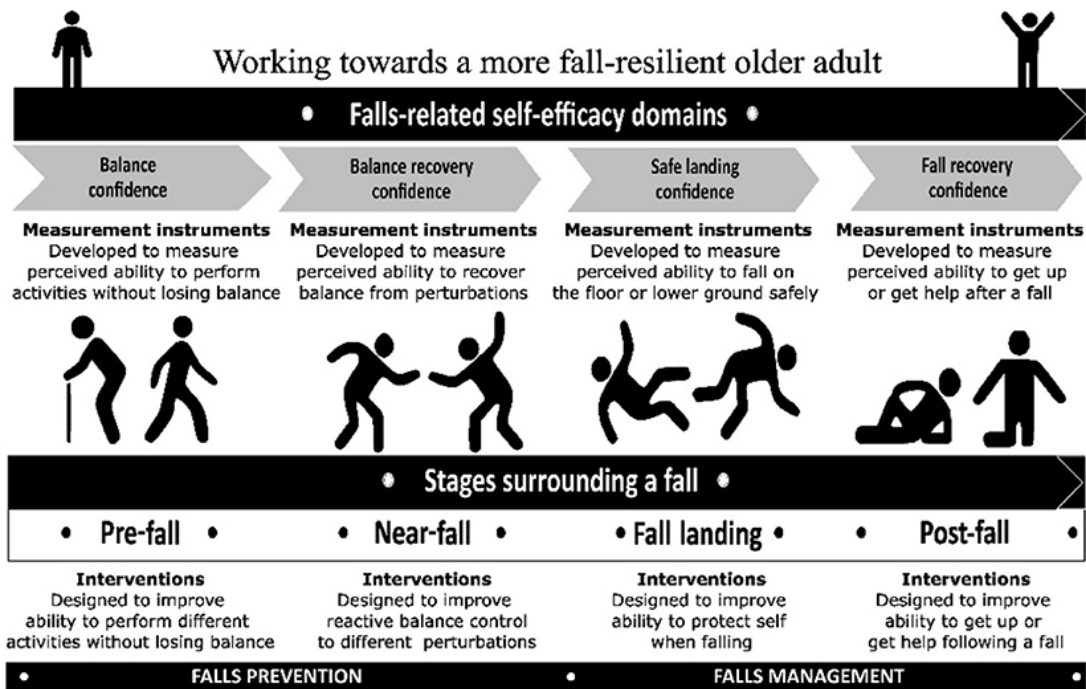 Working towards a more fall-resilient older adult
• Falls-related self-efficacy domains •
Balance
confidence
Balance recovery
confidence
Safe landing
confidence
Fall recovery
confidence
Measurement instruments
Developed to measure
perceived ability to perform
activities without losing balance
Measurement instruments
Developed to measure
perceived ability to recover
balance from perturbations
Measurement instruments
Developed to measure
perceived ability to fall on
the floor or lower ground safely
Measurement instruments
Developed to measure
perceived ability to get up
or get help after a fall
• Stages surrounding a fall •
• Pre-fall •
• Near-fall •
• Fall landing •
• Post-fall •
Interventions
Designed to improve
ability to perform different
activities without losing balance
Interventions
Designed to improve
reactive balance control
to different perturbations
Interventions
Designed to improve
ability to protect self
when falling
Interventions
Designed to improve
ability to get up or
get help following a fall
• FALLS PREVENTION • FALLS MANAGEMENT •